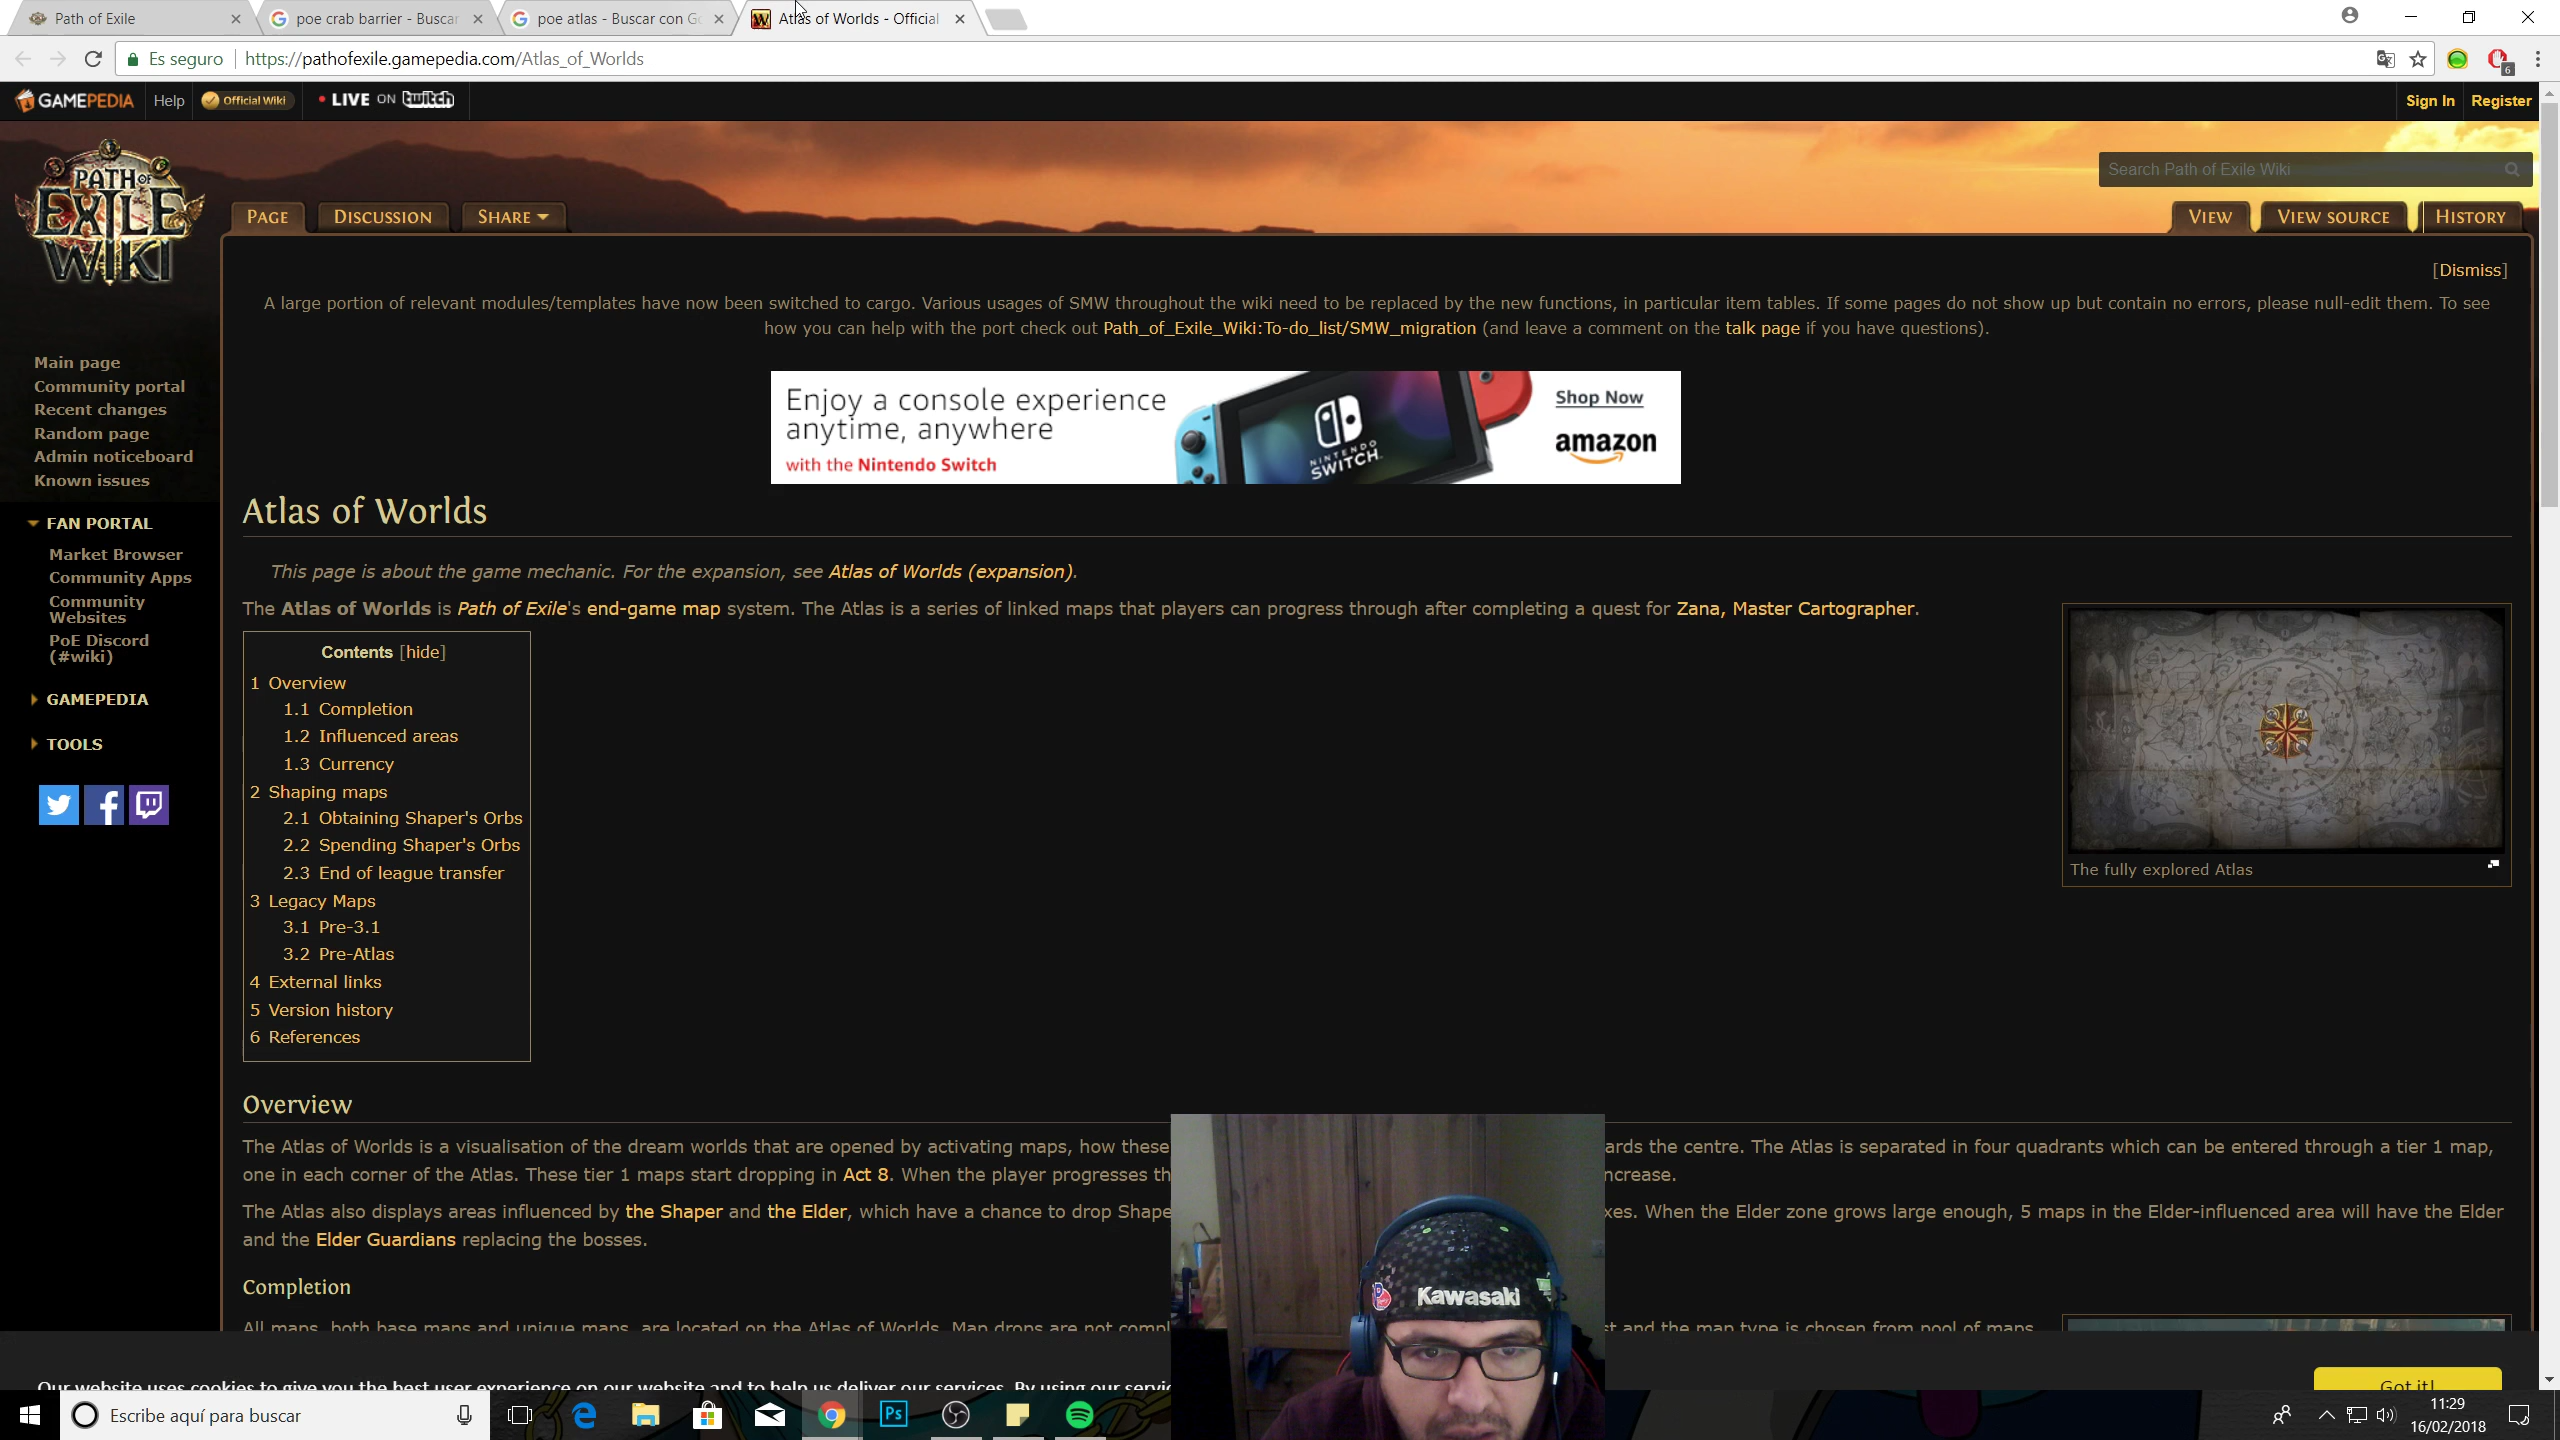 Path of Exile
poe crab barrier - Buscar
poe atlas - Buscar con Go
Atlas of Worlds - Official
Es seguro
https://pathofexile.gamepedia.com/Atlas_of_Worlds
6
GAMEPEDIA
Help
Official Wiki
LIVE ON twitch
Sign In
Register
PATH OF EXILE WIKI
Search Path of Exile Wiki
PAGE
DISCUSSION
SHARE
VIEW
VIEW SOURCE
HISTORY
[Dismiss]
A large portion of relevant modules/templates have now been switched to cargo. Various usages of SMW throughout the wiki need to be replaced by the new functions, in particular item tables. If some pages do not show up but contain no errors, please null-edit them. To see
how you can help with the port check out Path_of_Exile_Wiki:To-do_list/SMW_migration (and leave a comment on the talk page if you have questions).
Main page
Community portal
Recent changes
Random page
Admin noticeboard
Known issues
FAN PORTAL
Market Browser
Community Apps
Community
Websites
PoE Discord
(#wiki)
GAMEPEDIA
TOOLS
Enjoy a console experience
anytime, anywhere
with the Nintendo Switch
NINTENDO
SWITCH
Shop Now
amazon
Atlas of Worlds
This page is about the game mechanic. For the expansion, see Atlas of Worlds (expansion).
The Atlas of Worlds is Path of Exile's end-game map system. The Atlas is a series of linked maps that players can progress through after completing a quest for Zana, Master Cartographer.
The fully explored Atlas
Contents [hide]
1 Overview
1.1 Completion
1.2 Influenced areas
1.3 Currency
2 Shaping maps
2.1 Obtaining Shaper's Orbs
2.2 Spending Shaper's Orbs
2.3 End of league transfer
3 Legacy Maps
3.1 Pre-3.1
3.2 Pre-Atlas
4 External links
5 Version history
6 References
Overview
The Atlas of Worlds is a visualisation of the dream worlds that are opened by activating maps, how these ards the centre. The Atlas is separated in four quadrants which can be entered through a tier 1 map,
one in each corner of the Atlas. These tier 1 maps start dropping in Act 8. When the player progresses th ncrease.
The Atlas also displays areas influenced by the Shaper and the Elder, which have a chance to drop Shape xes. When the Elder zone grows large enough, 5 maps in the Elder-influenced area will have the Elder
and the Elder Guardians replacing the bosses.
Completion
All maps, both base maps and unique maps, are located on the Atlas of Worlds. Map drops are not compl st and the map type is chosen from pool of maps
Our website uses cookies to give you the best user experience on our website and to help us deliver our services. By using our servic
Got it!
Kawasaki
Escribe aquí para buscar
Ps
11:29
16/02/2018